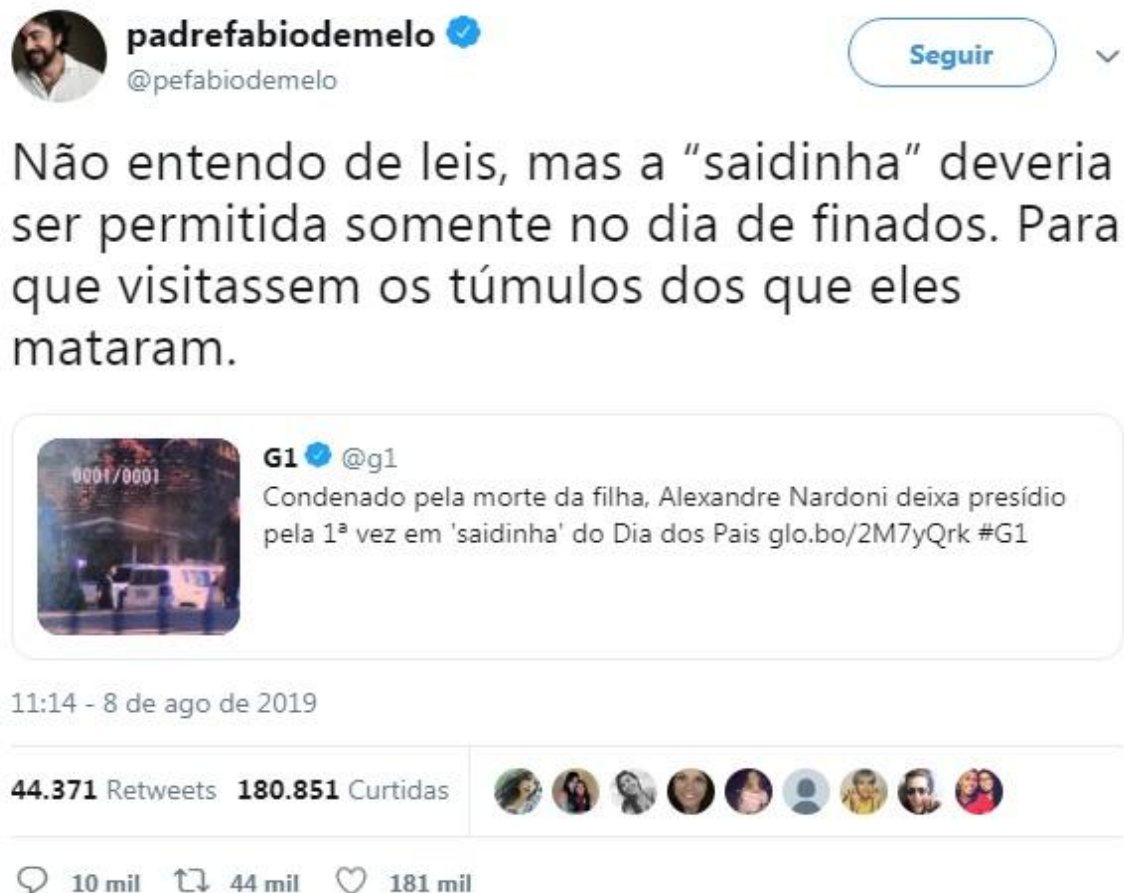 padrefabiodemelo
@pefabiodemelo
Seguir
Não entendo de leis, mas a “saidinha” deveria
ser permitida somente no dia de finados. Para
que visitassem os túmulos dos que eles
mataram.
0001/0001
G1 @g1
Condenado pela morte da filha, Alexandre Nardoni deixa presídio
pela 1ª vez em 'saidinha' do Dia dos Pais glo.bo/2M7yQrk #G1
11:14 - 8 de ago de 2019
44.371 Retweets 180.851 Curtidas
10 mil 44 mil 181 mil